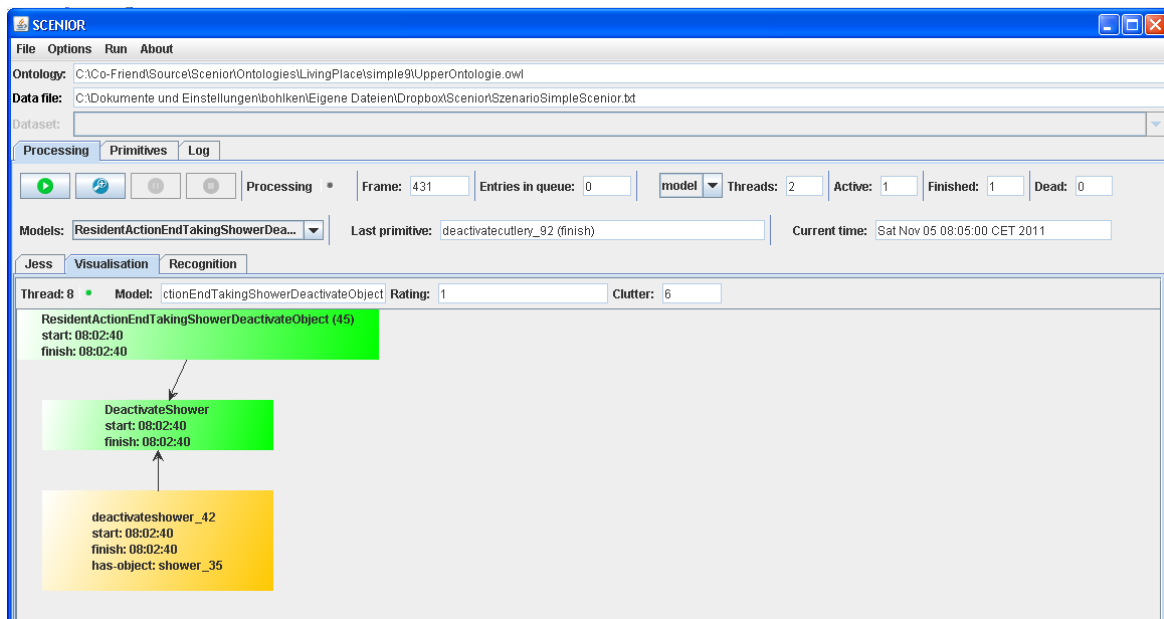 SCENIOR
File Options Run About
Ontology: C:\Co-Friend\Source\Scenior\Ontologies\LivingPlace\simple9\UpperOntologie.owl
Data file: C:\Dokumente und Einstellungen\bohlken\Eigene Dateien\Dropbox\Scenior\SzenarioSimpleScenior.txt
Dataset:
Processing Primitives Log
Processing Frame: 431 Entries in queue: 0 model Threads: 2 Active: 1 Finished: 1 Dead: 0
Models: ResidentActionEndTakingShowerDea... Last primitive: deactivatecutlery_92 (finish) Current time: Sat Nov 05 08:05:00 CET 2011
Jess Visualisation Recognition
Thread: 8 Model: ctionEndTakingShowerDeactivateObject Rating: 1 Clutter: 6
ResidentActionEndTakingShowerDeactivateObject (45)
start: 08:02:40
finish: 08:02:40
DeactivateShower
start: 08:02:40
finish: 08:02:40
deactivateshower_42
start: 08:02:40
finish: 08:02:40
has-object: shower_35